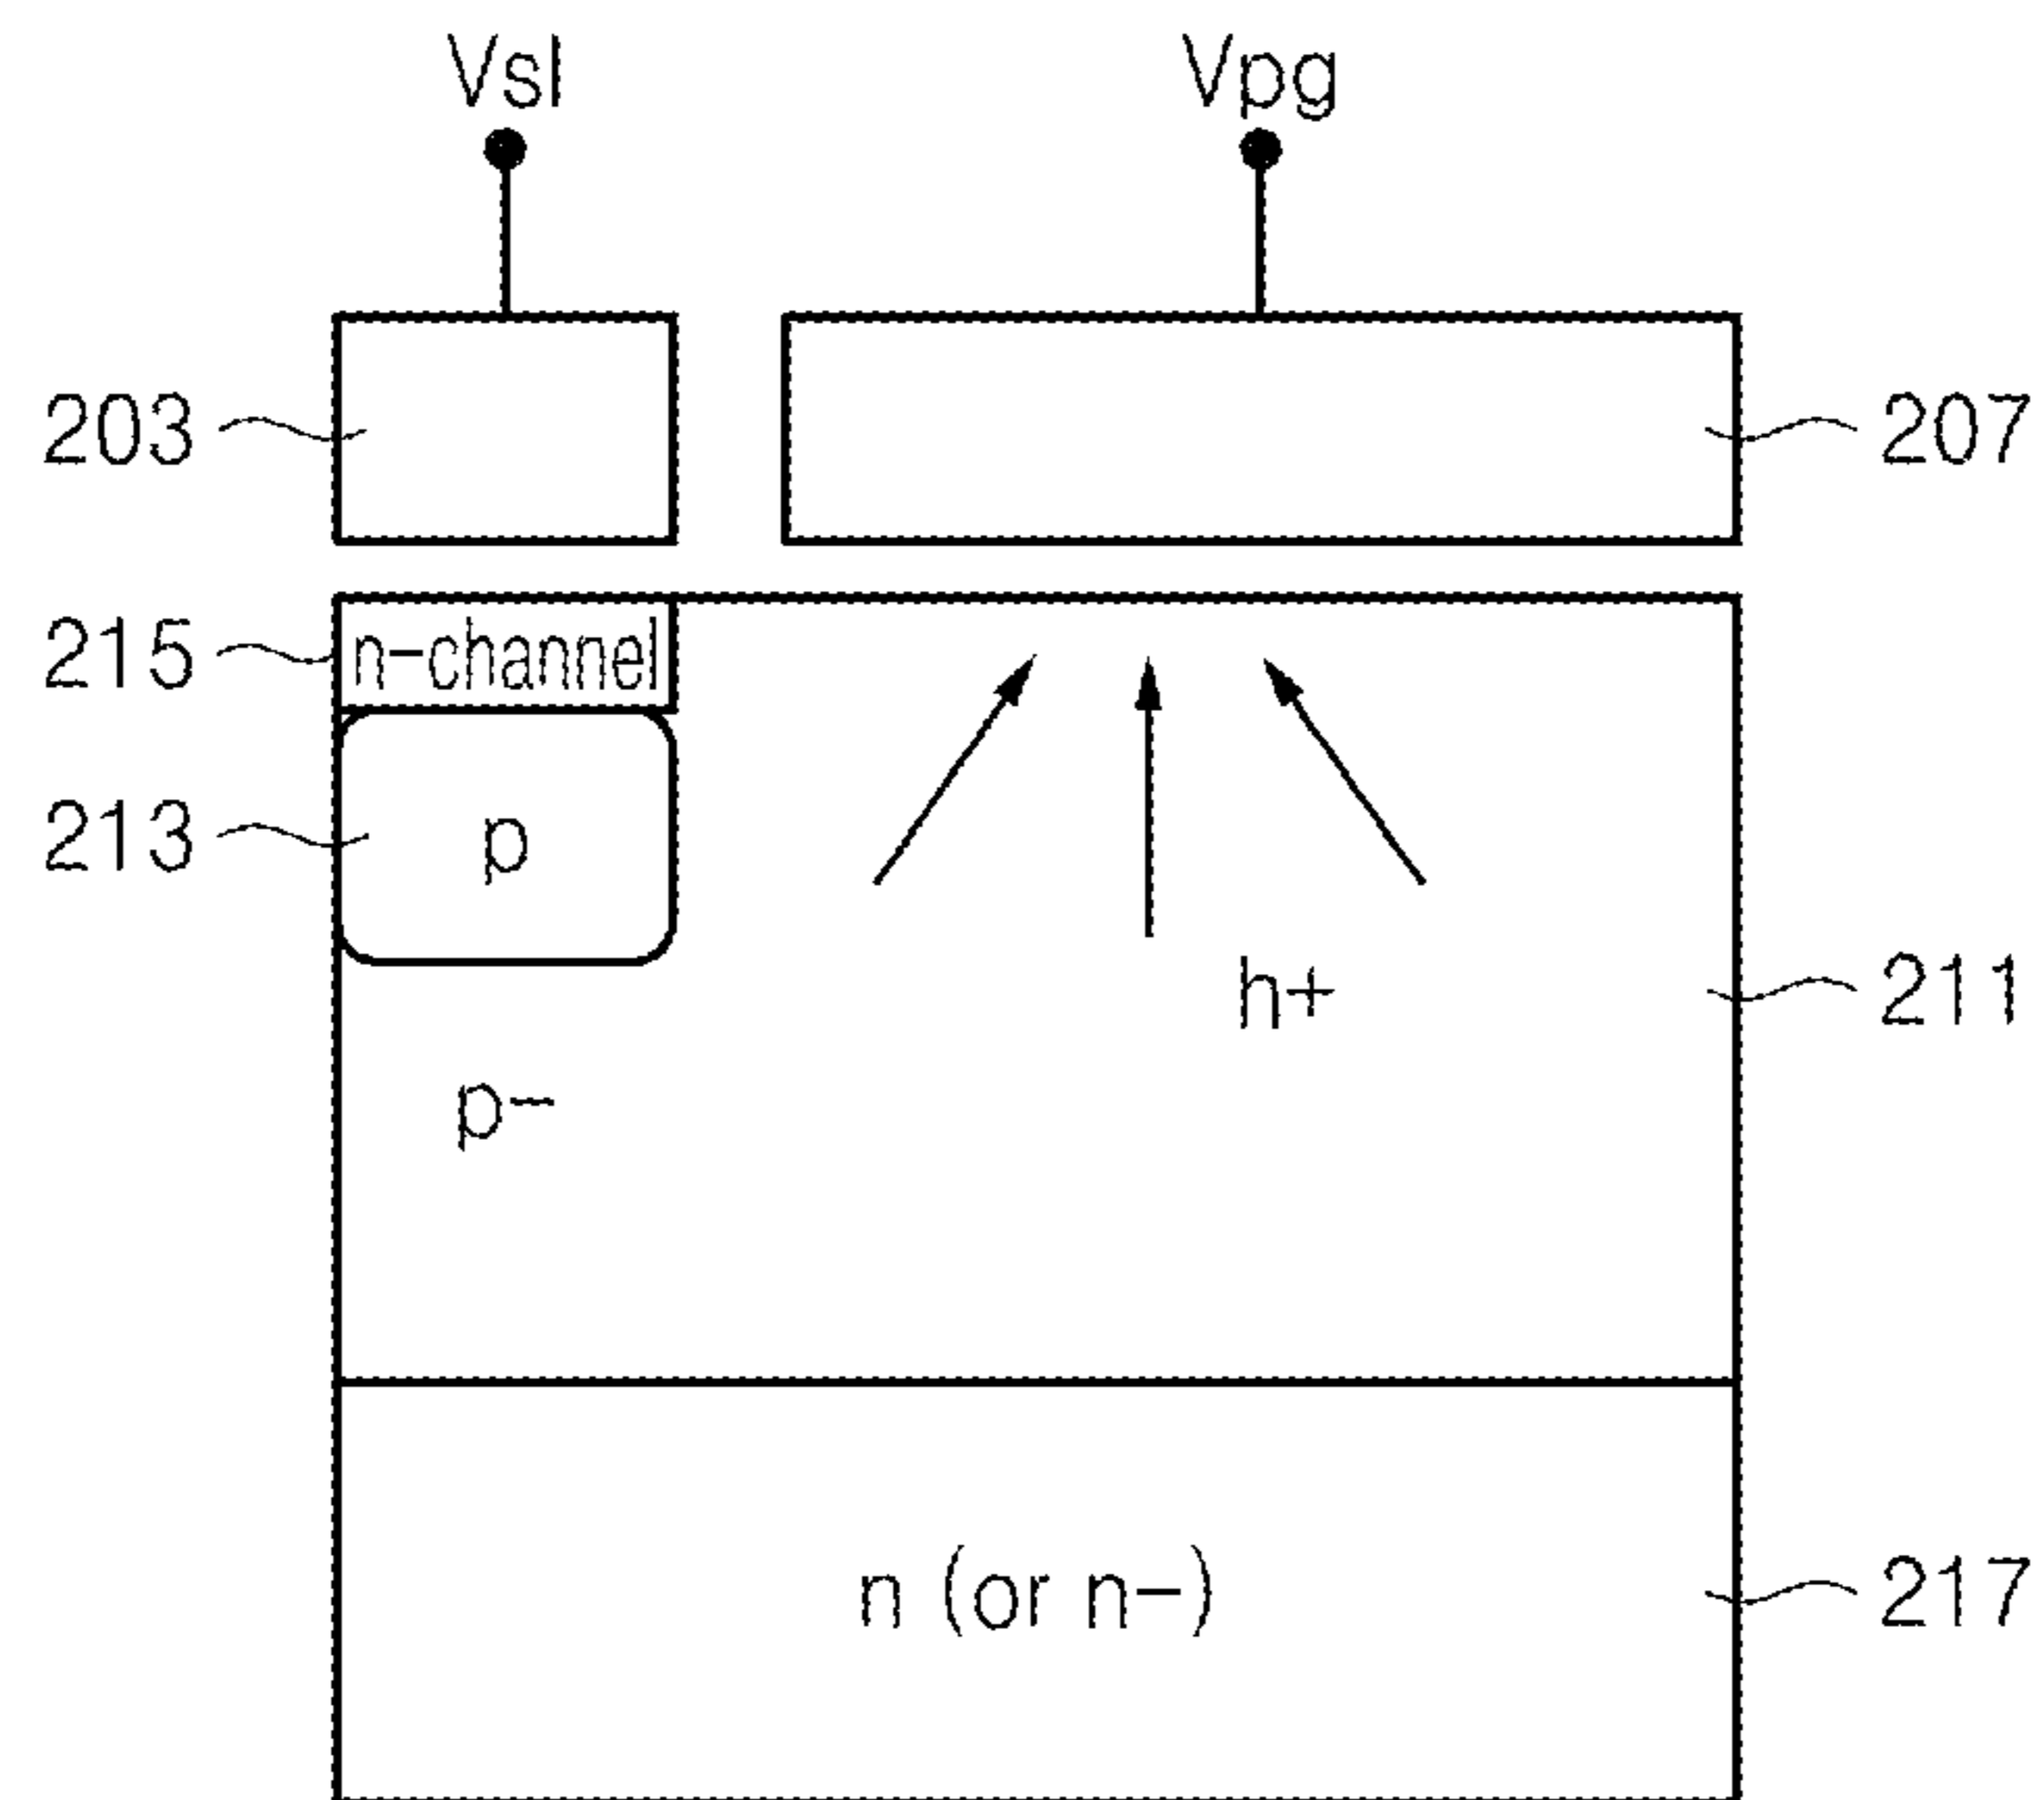 Vsl Vpg
203 207
215 n-channel
213 p
h+ 211
p-
n (or n-) 217